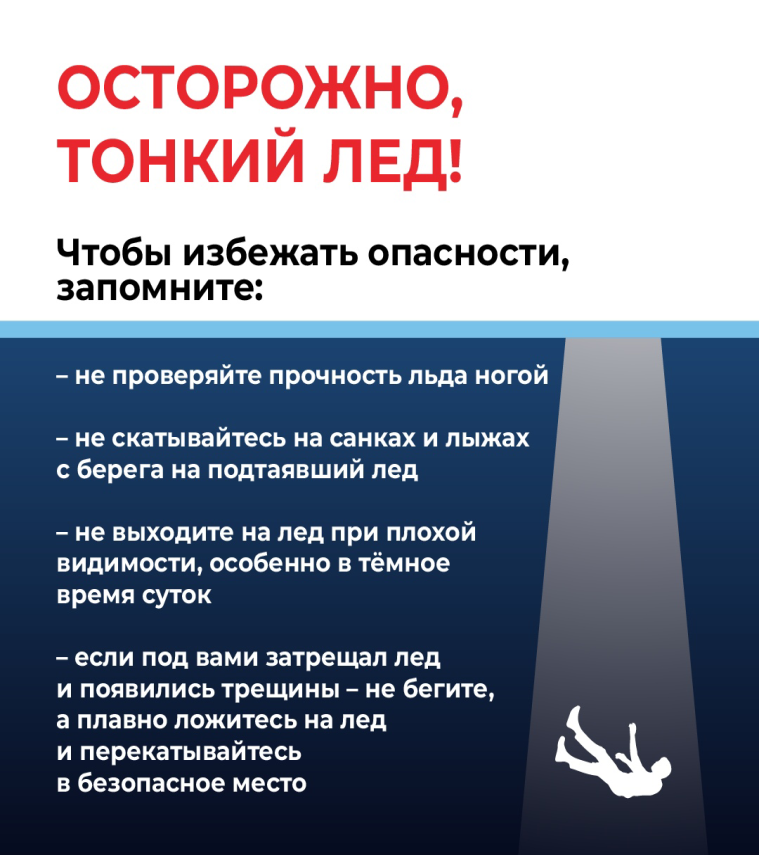 ОСТОРОЖНО,
ТОНКИЙ ЛЕД!
Чтобы избежать опасности,
запомните:
– не проверяйте прочность льда ногой
– не скатывайтесь на санках и лыжах
с берега на подтаявший лед
– не выходите на лед при плохой
видимости, особенно в тёмное
время суток
– если под вами затрещал лед
и появились трещины – не бегите,
а плавно ложитесь на лед
и перекатывайтесь
в безопасное место